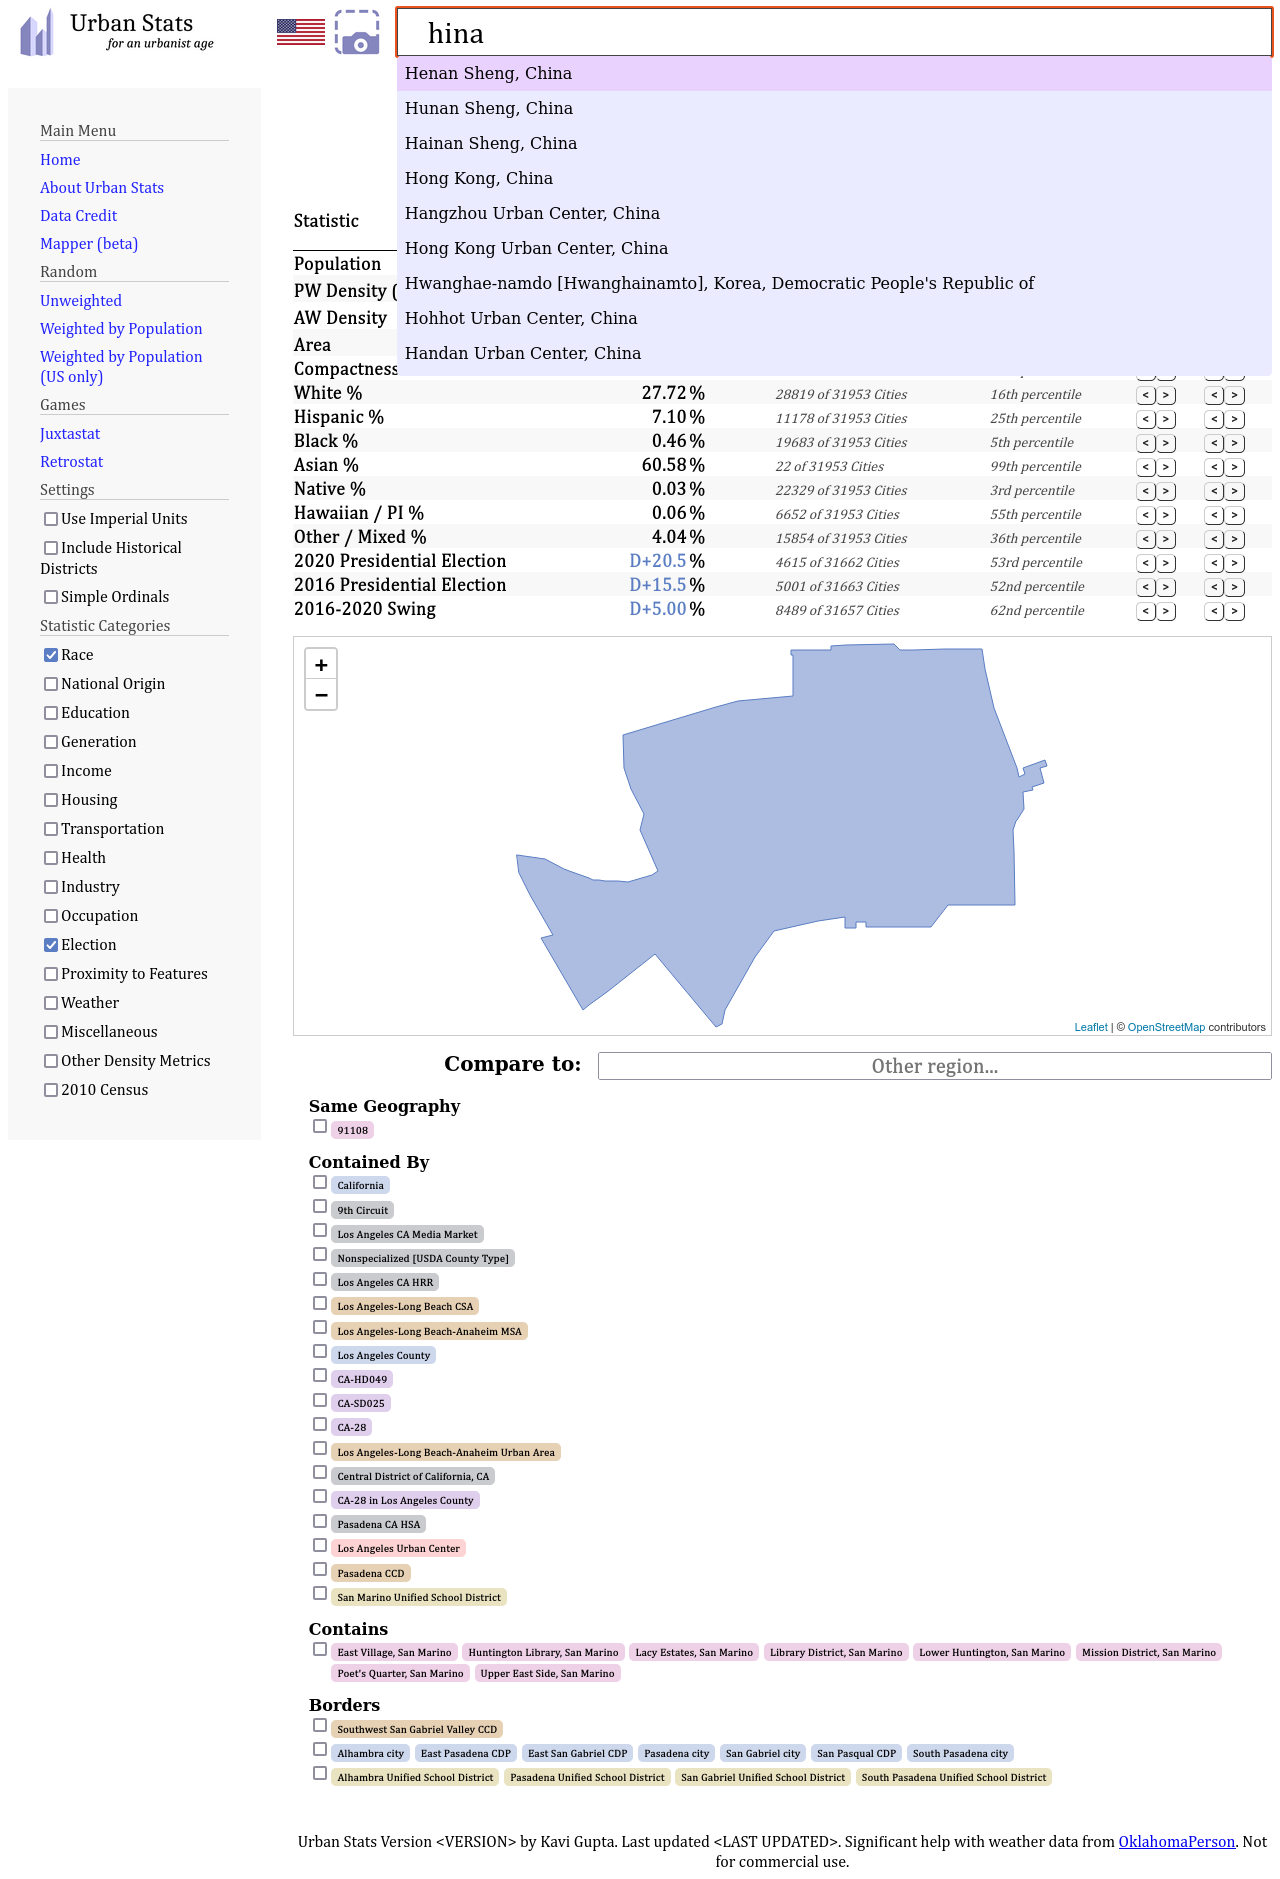 Urban Stats
for an urbanist age
hina
Henan Sheng, China
Hunan Sheng, China
Hainan Sheng, China
Hong Kong, China
Hangzhou Urban Center, China
Hong Kong Urban Center, China
Hwanghae-namdo [Hwanghainamto], Korea, Democratic People's Republic of
Hohhot Urban Center, China
Handan Urban Center, China
Main Menu
Home
About Urban Stats
Data Credit
Mapper (beta)
Random
Unweighted
Weighted by Population
Weighted by Population
(US only)
Games
Juxtastat
Retrostat
Settings
Use Imperial Units
Include Historical
Districts
Simple Ordinals
Statistic Categories
Race
National Origin
Education
Generation
Income
Housing
Transportation
Health
Industry
Occupation
Election
Proximity to Features
Weather
Miscellaneous
Other Density Metrics
2010 Census
Statistic
Population
PW Density (
AW Density
Area
Compactness
White % 27.72% 28819 of 31953 Cities 16th percentile < > < >
Hispanic % 7.10% 11178 of 31953 Cities 25th percentile < > < >
Black % 0.46% 19683 of 31953 Cities 5th percentile < > < >
Asian % 60.58% 22 of 31953 Cities 99th percentile < > < >
Native % 0.03% 22329 of 31953 Cities 3rd percentile < > < >
Hawaiian / PI % 0.06% 6652 of 31953 Cities 55th percentile < > < >
Other / Mixed % 4.04% 15854 of 31953 Cities 36th percentile < > < >
2020 Presidential Election D+20.5% 4615 of 31662 Cities 53rd percentile < > < >
2016 Presidential Election D+15.5% 5001 of 31663 Cities 52nd percentile < > < >
2016-2020 Swing D+5.00% 8489 of 31657 Cities 62nd percentile < > < >
+
−
Leaflet | © OpenStreetMap contributors
Compare to: Other region...
Same Geography
91108
Contained By
California
9th Circuit
Los Angeles CA Media Market
Nonspecialized [USDA County Type]
Los Angeles CA HRR
Los Angeles-Long Beach CSA
Los Angeles-Long Beach-Anaheim MSA
Los Angeles County
CA-HD049
CA-SD025
CA-28
Los Angeles-Long Beach-Anaheim Urban Area
Central District of California, CA
CA-28 in Los Angeles County
Pasadena CA HSA
Los Angeles Urban Center
Pasadena CCD
San Marino Unified School District
Contains
East Village, San Marino Huntington Library, San Marino Lacy Estates, San Marino Library District, San Marino Lower Huntington, San Marino Mission District, San Marino
Poet's Quarter, San Marino Upper East Side, San Marino
Borders
Southwest San Gabriel Valley CCD
Alhambra city East Pasadena CDP East San Gabriel CDP Pasadena city San Gabriel city San Pasqual CDP South Pasadena city
Alhambra Unified School District Pasadena Unified School District San Gabriel Unified School District South Pasadena Unified School District
Urban Stats Version <VERSION> by Kavi Gupta. Last updated <LAST UPDATED>. Significant help with weather data from OklahomaPerson. Not
for commercial use.